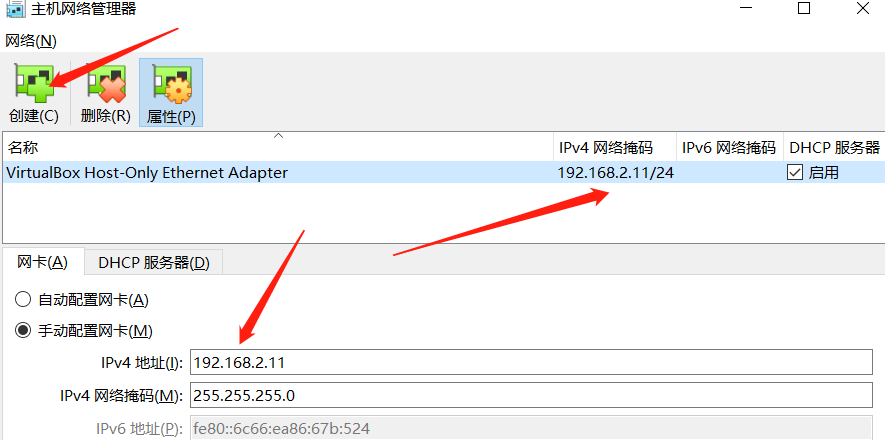 主机网络管理器
网络(N)
创建(C) 删除(R) 属性(P)
名称 IPv4 网络掩码 IPv6 网络掩码 DHCP 服务器
VirtualBox Host-Only Ethernet Adapter 192.168.2.11/24 启用
网卡(A) DHCP 服务器(D)
自动配置网卡(A)
手动配置网卡(M)
IPv4 地址(I): 192.168.2.11
IPv4 网络掩码(M): 255.255.255.0
IPv6 地址(P): fe80::6c66:ea86:67b:524